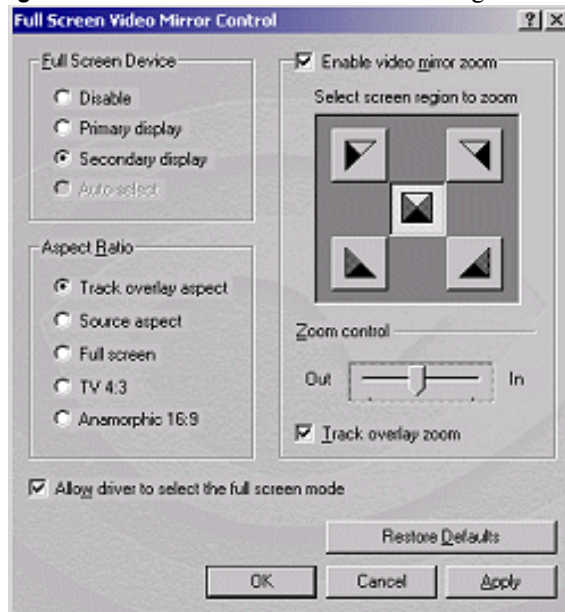 Full Screen Video Mirror Control
Full Screen Device
Disable
Primary display
Secondary display
Auto select
Aspect Ratio
Track overlay aspect
Source aspect
Full screen
TV 4:3
Anamorphic 16:9
Enable video mirror zoom
Select screen region to zoom
Zoom control
Out
In
Track overlay zoom
Allow driver to select the full screen mode
Restore Defaults
OK
Cancel
Apply